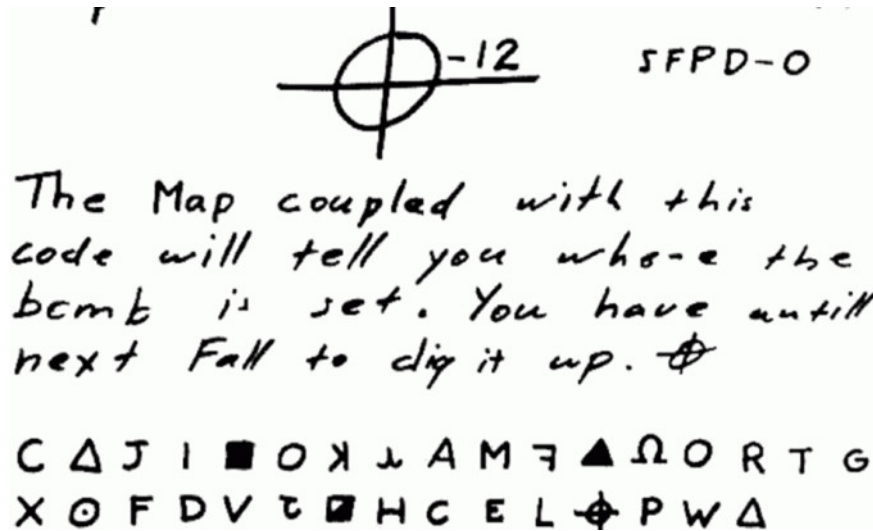 ⌖-12 SFPD-0
The Map coupled with this
code will tell you where the
bomb is set. You have untill
next Fall to dig it up. ⌖
C Δ J I ■ O ꓘ A M ꟻ ▲ Ω O R T G
X ⊙ F D V ◪ H C E L ⌖ P W Δ